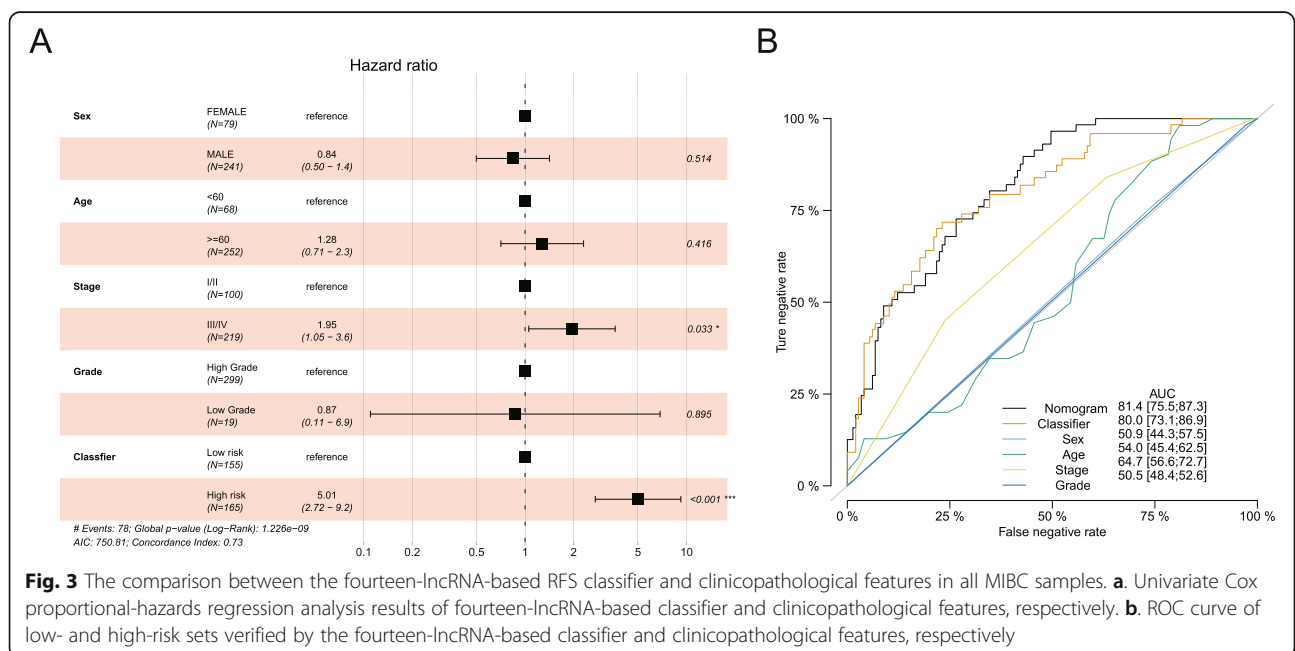 A
Hazard ratio
Sex FEMALE reference
(N=79)
MALE 0.84 0.514
(N=241) (0.50 − 1.4)
Age <60 reference
(N=68)
>=60 1.28 0.416
(N=252) (0.71 − 2.3)
Stage I/II reference
(N=100)
III/IV 1.95 0.033 *
(N=219) (1.05 − 3.6)
Grade High Grade reference
(N=299)
Low Grade 0.87 0.895
(N=19) (0.11 − 6.9)
Classfier Low risk reference
(N=155)
High risk 5.01 <0.001 ***
(N=165) (2.72 − 9.2)
# Events: 78; Global p−value (Log−Rank): 1.226e−09
AIC: 750.81; Concordance Index: 0.73
0.1 0.2 0.5 1 2 5 10
B
Ture negative rate
100 %
75 %
50 %
25 %
0 %
AUC
Nomogram 81.4 [75.5;87.3]
Classifier 80.0 [73.1;86.9]
Sex 50.9 [44.3;57.5]
Age 54.0 [45.4;62.5]
Stage 64.7 [56.6;72.7]
Grade 50.5 [48.4;52.6]
0 % 25 % 50 % 75 % 100 %
False negative rate
Fig. 3 The comparison between the fourteen-lncRNA-based RFS classifier and clinicopathological features in all MIBC samples. a. Univariate Cox
proportional-hazards regression analysis results of fourteen-lncRNA-based classifier and clinicopathological features, respectively. b. ROC curve of
low- and high-risk sets verified by the fourteen-lncRNA-based classifier and clinicopathological features, respectively